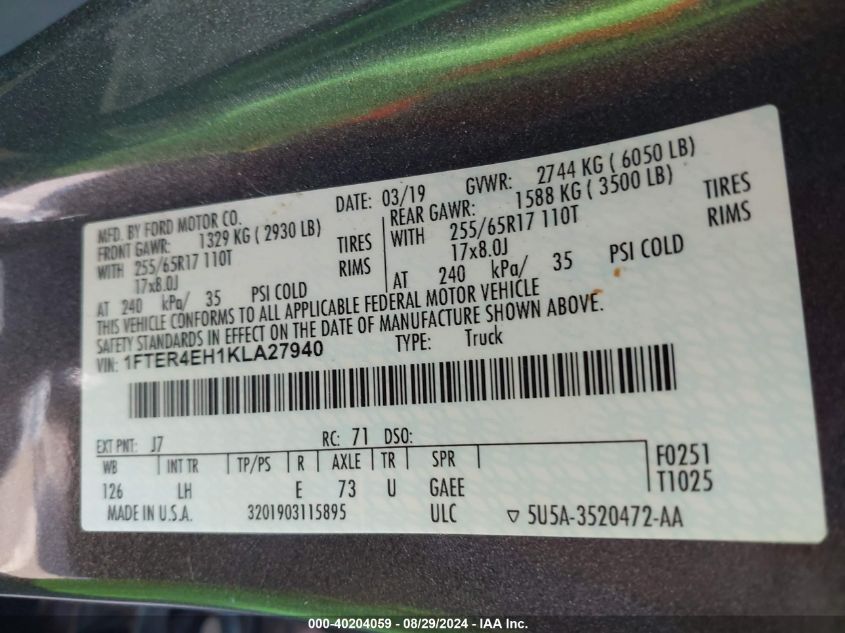 MFD. BY FORD MOTOR CO. DATE: 03/19 GVWR: 2744 KG ( 6050 LB)
FRONT GAWR: 1329 KG ( 2930 LB) REAR GAWR: 1588 KG ( 3500 LB)
WITH 255/65R17 110T TIRES WITH 255/65R17 110T TIRES
17x8.0J RIMS 17x8.0J RIMS
AT 240 kPa/ 35 PSI COLD AT 240 kPa/ 35 PSI COLD
THIS VEHICLE CONFORMS TO ALL APPLICABLE FEDERAL MOTOR VEHICLE
SAFETY STANDARDS IN EFFECT ON THE DATE OF MANUFACTURE SHOWN ABOVE.
VIN: 1FTER4EH1KLA27940 TYPE: Truck
EXT PNT: J7 RC: 71 DSO:
WB INT TR TP/PS R AXLE TR SPR F0251
126 LH E 73 U GAEE T1025
MADE IN U.S.A. 3201903115895 ULC ▽ 5U5A-3520472-AA
000-40204059 - 08/29/2024 - IAA Inc.